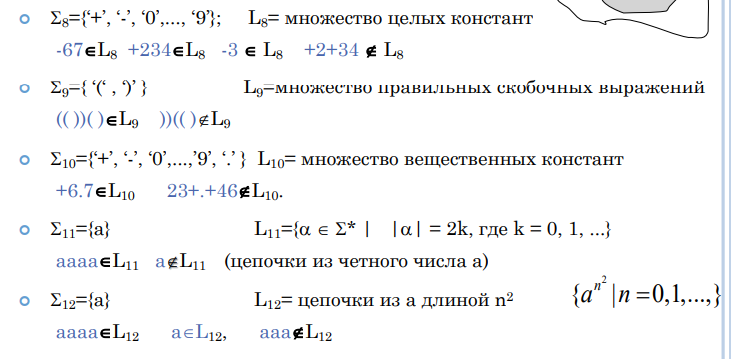 Σ₈={‘+’, ‘-’, ‘0’,..., ‘9’}; L₈= множество целых констант
-67∈L₈ +234∈L₈ -3 ∈ L₈ +2+34 ∉ L₈
Σ₉={ ‘(‘ , ‘)’ } L₉=множество правильных скобочных выражений
(( ))( )∈L₉ ))(( )∉L₉
Σ₁₀={‘+’, ‘-’, ‘0’,...,’9’, ‘.’ } L₁₀= множество вещественных констант
+6.7∈L₁₀ 23+.+46∉L₁₀.
Σ₁₁={a} L₁₁={α ∈ Σ* | |α| = 2k, где k = 0, 1, ...}
aaaa∈L₁₁ a∉L₁₁ (цепочки из четного числа a)
Σ₁₂={a} L₁₂= цепочки из a длиной n² {aⁿ² | n = 0,1,...,}
aaaa∈L₁₂ a∈L₁₂, aaa∉L₁₂